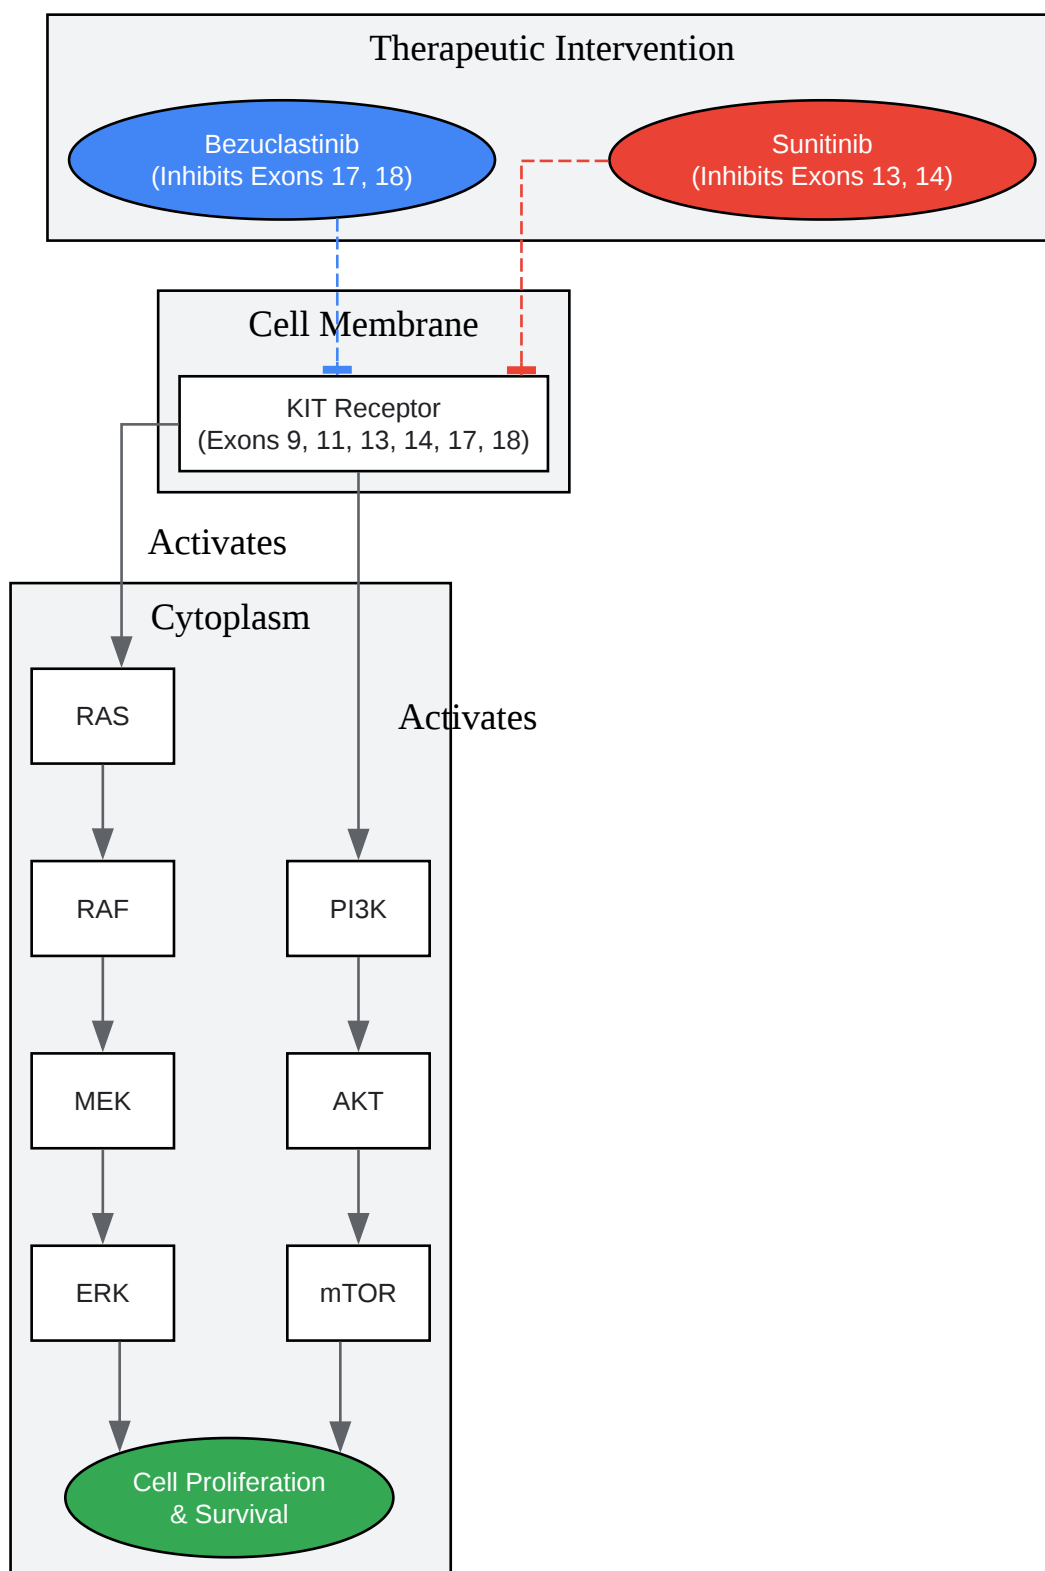 Therapeutic Intervention
Bezuclastinib
(Inhibits Exons 17, 18)
Sunitinib
(Inhibits Exons 13, 14)
Cell Membrane
KIT Receptor
(Exons 9, 11, 13, 14, 17, 18)
Activates
Cytoplasm
RAS
Activates
RAF
PI3K
MEK
AKT
ERK
mTOR
Cell Proliferation
& Survival